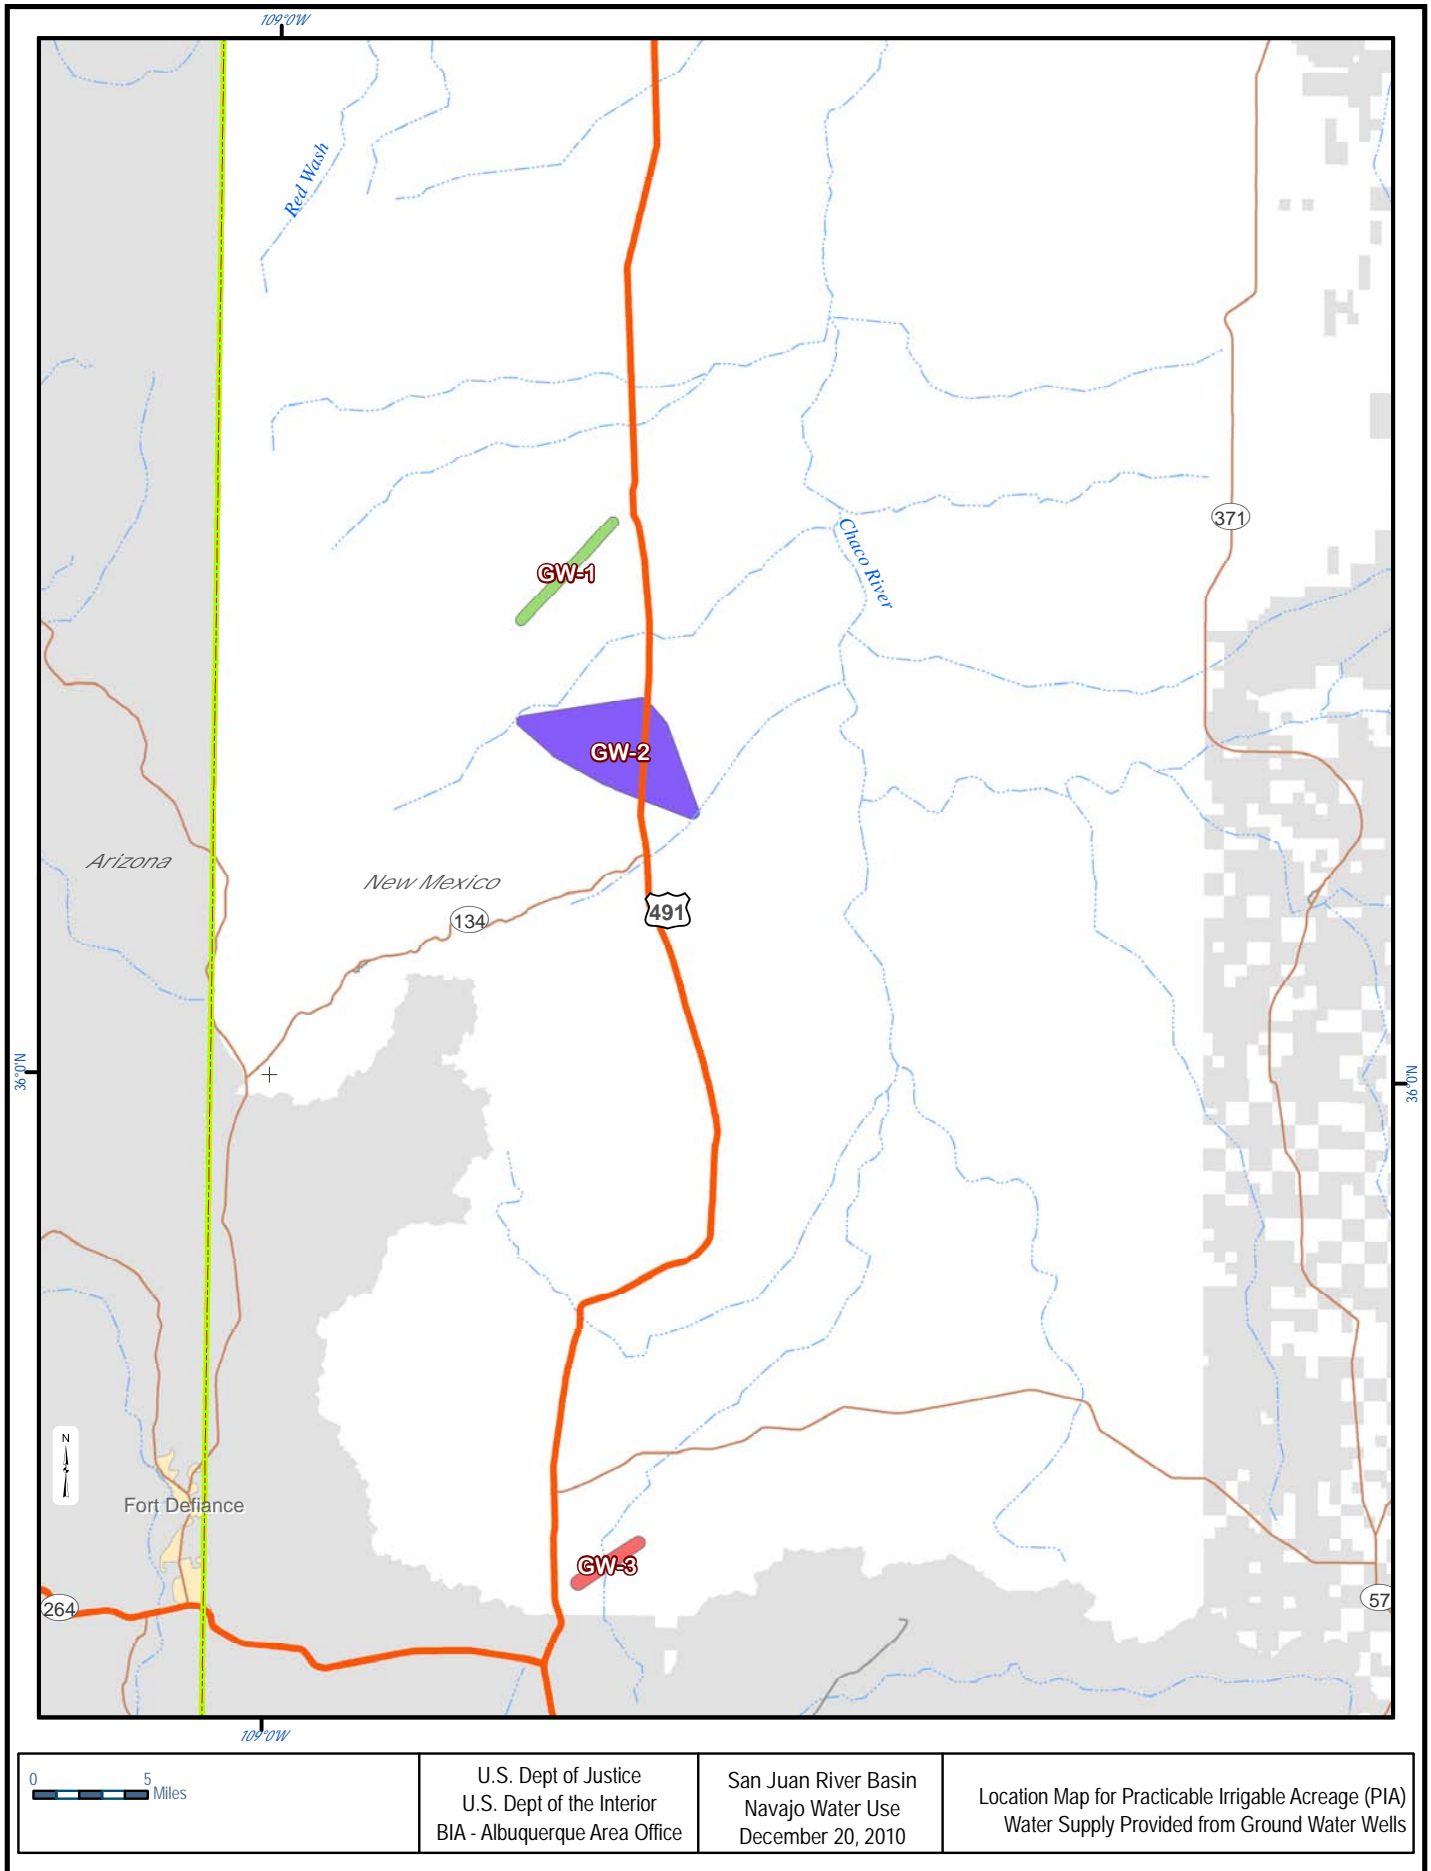 109°0'W
Red Wash
371
Chaco River
GW-1
GW-2
Arizona
New Mexico
134
491
36°0'N
36°0'N
N
Fort Defiance
GW-3
264
57
109°0'W
0 5 Miles
U.S. Dept of Justice
U.S. Dept of the Interior
BIA - Albuquerque Area Office
San Juan River Basin
Navajo Water Use
December 20, 2010
Location Map for Practicable Irrigable Acreage (PIA)
Water Supply Provided from Ground Water Wells